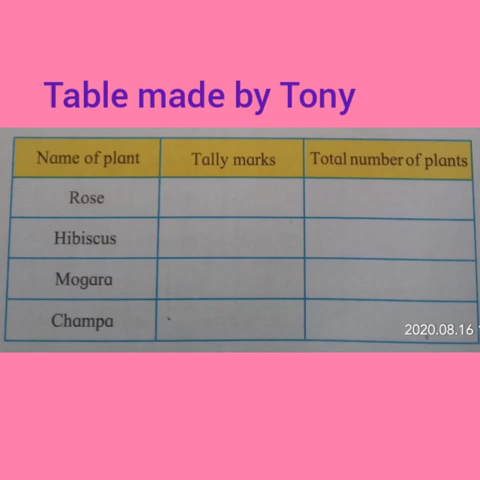 Table made by Tony
Name of plant Tally marks Total number of plants
Rose
Hibiscus
Mogara
Champa
2020.08.16